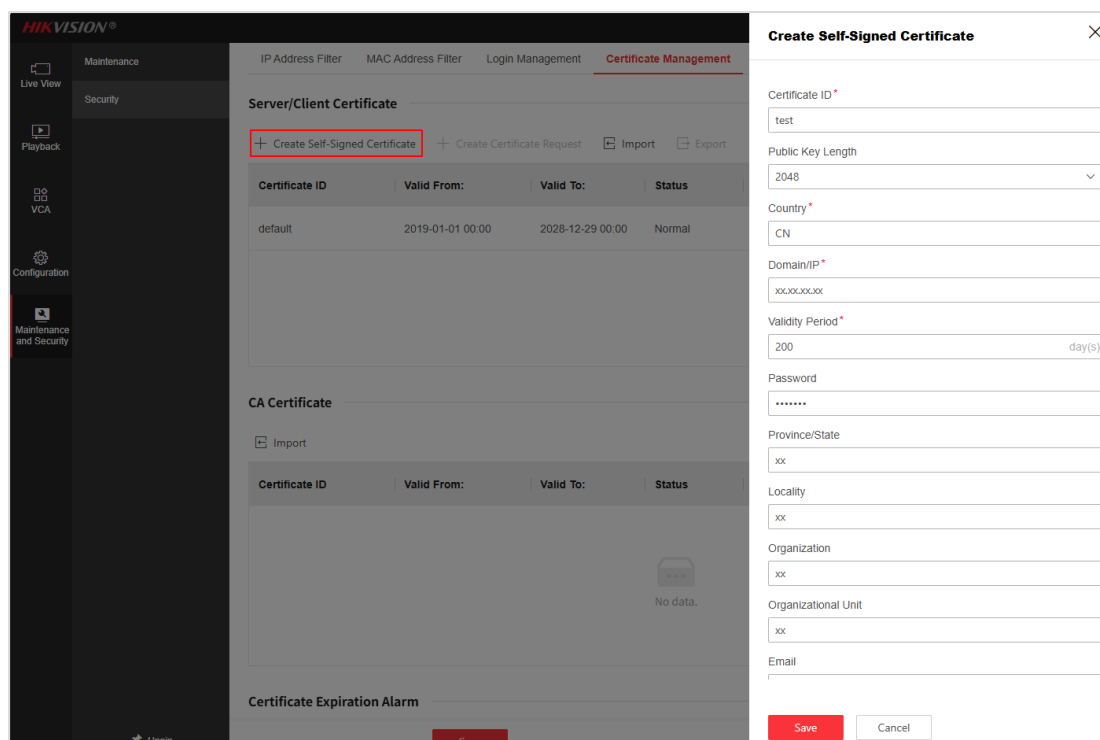 HIKVISION®
Live View
Playback
VCA
Configuration
Maintenance
and Security
Maintenance
Security
IP Address Filter MAC Address Filter Login Management Certificate Management
Server/Client Certificate
Create Self-Signed Certificate Create Certificate Request Import Export
Certificate ID Valid From: Valid To: Status
default 2019-01-01 00:00 2028-12-29 00:00 Normal
CA Certificate
Import
Certificate ID Valid From: Valid To: Status
No data.
Certificate Expiration Alarm
Create Self-Signed Certificate
Certificate ID*
test
Public Key Length
2048
Country*
CN
Domain/IP*
xx.xx.xx.xx
Validity Period*
200 day(s)
Password
•••••••
Province/State
xx
Locality
xx
Organization
xx
Organizational Unit
xx
Email
Save Cancel